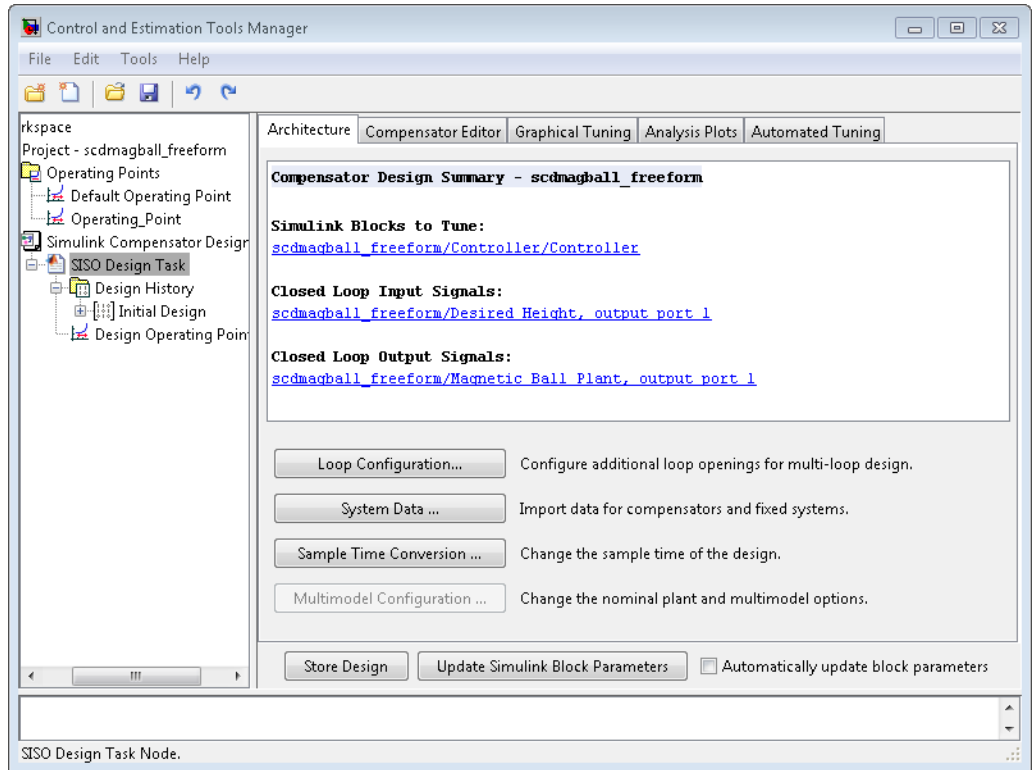 Control and Estimation Tools Manager
File Edit Tools Help
rkspace
Project - scdmagball_freeform
Operating Points
Default Operating Point
Operating_Point
Simulink Compensator Design
SISO Design Task
Design History
Initial Design
Design Operating Poin
Architecture Compensator Editor Graphical Tuning Analysis Plots Automated Tuning
Compensator Design Summary - scdmagball_freeform
Simulink Blocks to Tune:
scdmagball_freeform/Controller/Controller
Closed Loop Input Signals:
scdmagball_freeform/Desired Height, output port 1
Closed Loop Output Signals:
scdmagball_freeform/Magnetic Ball Plant, output port 1
Loop Configuration... Configure additional loop openings for multi-loop design.
System Data ... Import data for compensators and fixed systems.
Sample Time Conversion ... Change the sample time of the design.
Multimodel Configuration ... Change the nominal plant and multimodel options.
Store Design Update Simulink Block Parameters Automatically update block parameters
SISO Design Task Node.